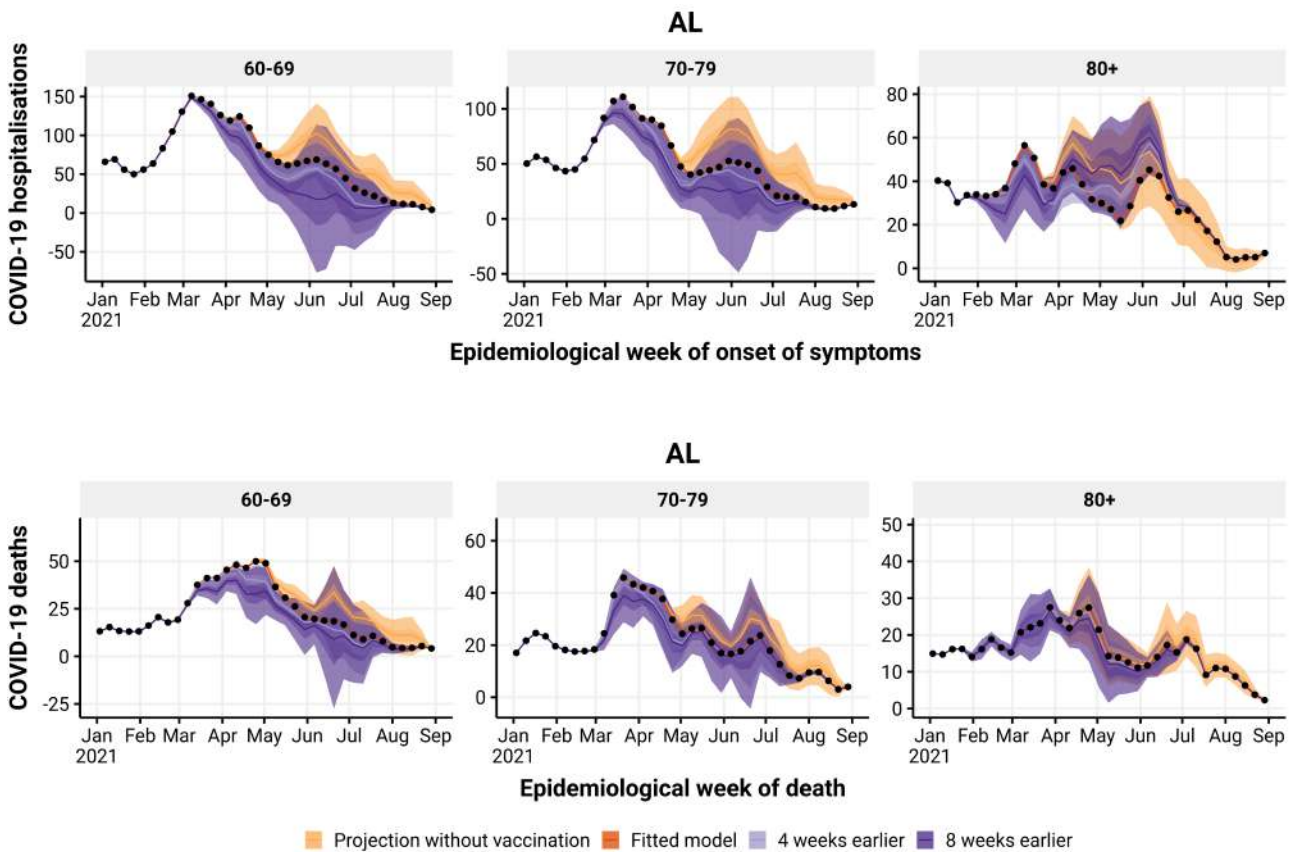 AL
60-69 70-79 80+
COVID-19 hospitalisations
150
100
50
0
-50
100
50
0
-50
80
60
40
20
0
Jan Feb Mar Apr May Jun Jul Aug Sep
2021
Jan Feb Mar Apr May Jun Jul Aug Sep
2021
Jan Feb Mar Apr May Jun Jul Aug Sep
2021
Epidemiological week of onset of symptoms
AL
60-69 70-79 80+
COVID-19 deaths
50
25
0
-25
60
40
20
0
50
40
30
20
10
0
Jan Feb Mar Apr May Jun Jul Aug Sep
2021
Jan Feb Mar Apr May Jun Jul Aug Sep
2021
Jan Feb Mar Apr May Jun Jul Aug Sep
2021
Epidemiological week of death
Projection without vaccination Fitted model 4 weeks earlier 8 weeks earlier